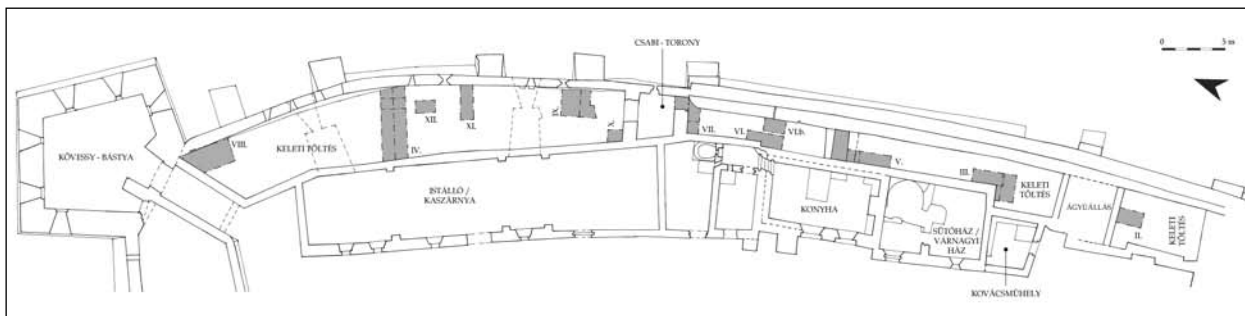 CSABI - TORONY
0 5 m
KÖVESSY - BÁSTYA
VIII.
KELETI TÖLTÉS
IV.
XII.
XI.
IX.
X.
VII.
VI.
VI.b.
V.
III.
KELETI
TÖLTÉS
ÁGYÚÁLLÁS
II.
KELETI
TÖLTÉS
ISTÁLLÓ /
KASZÁRNYA
KONYHA
SÜTŐHÁZ /
VÁRNAGYI
HÁZ
KOVÁCSMŰHELY